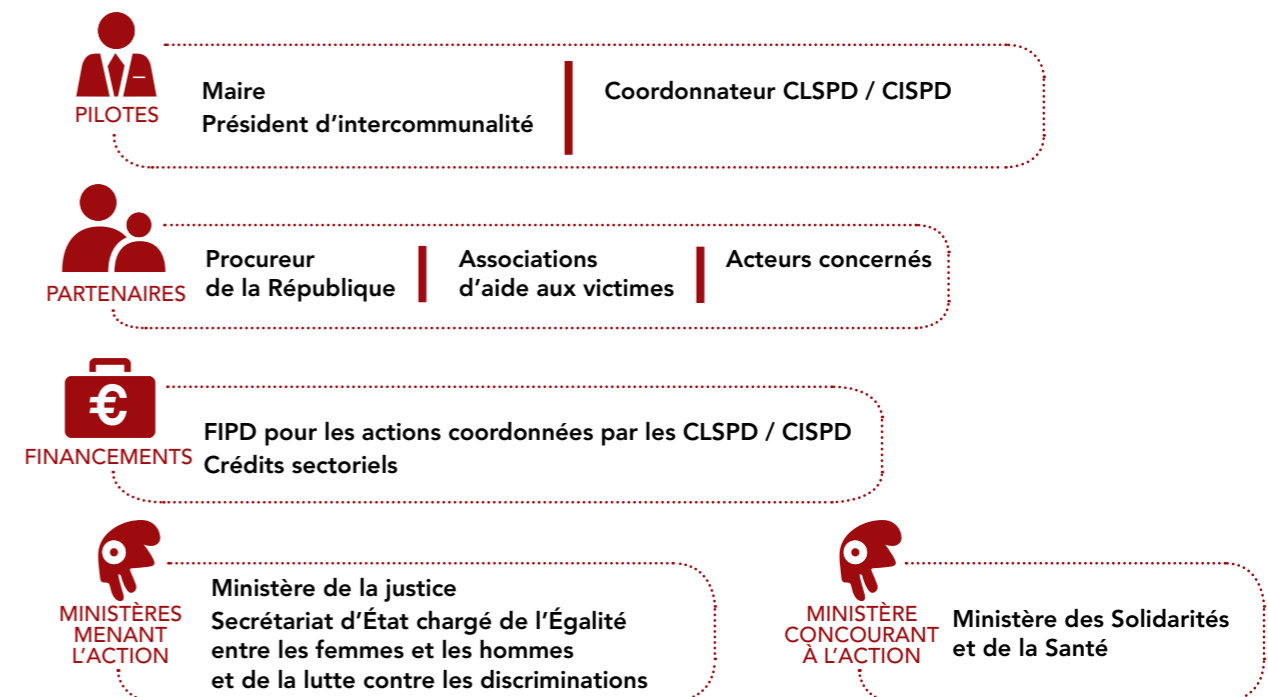 PILOTES
Maire
Président d'intercommunalité
Coordonnateur CLSPD / CISPD
PARTENAIRES
Procureur
de la République
Associations
d'aide aux victimes
Acteurs concernés
€
FINANCEMENTS
FIPD pour les actions coordonnées par les CLSPD / CISPD
Crédits sectoriels
MINISTÈRES
MENANT
L'ACTION
Ministère de la justice
Secrétariat d'État chargé de l'Égalité
entre les femmes et les hommes
et de la lutte contre les discriminations
MINISTÈRE
CONCOURANT
À L'ACTION
Ministère des Solidarités
et de la Santé